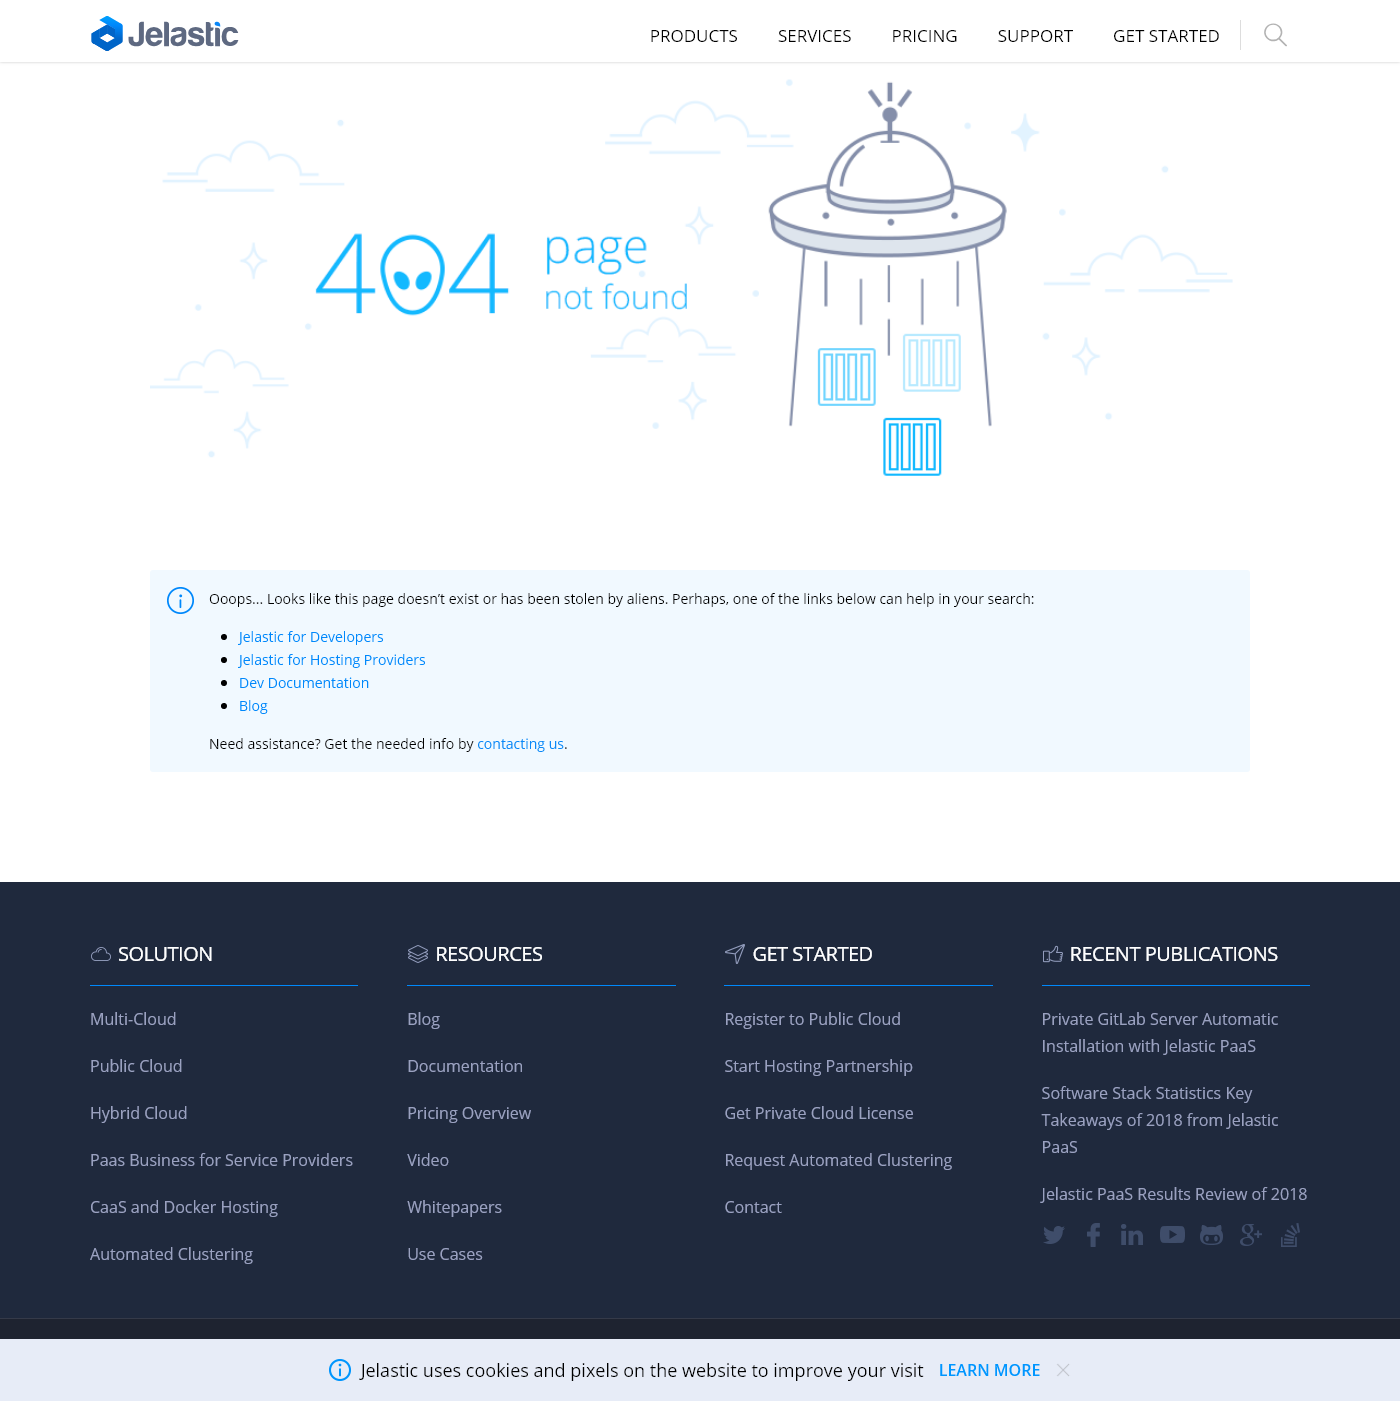 Jelastic
PRODUCTS SERVICES PRICING SUPPORT GET STARTED
404 page
not found
Ooops... Looks like this page doesn't exist or has been stolen by aliens. Perhaps, one of the links below can help in your search:
Jelastic for Developers
Jelastic for Hosting Providers
Dev Documentation
Blog
Need assistance? Get the needed info by contacting us.
SOLUTION
Multi-Cloud
Public Cloud
Hybrid Cloud
Paas Business for Service Providers
CaaS and Docker Hosting
Automated Clustering
RESOURCES
Blog
Documentation
Pricing Overview
Video
Whitepapers
Use Cases
GET STARTED
Register to Public Cloud
Start Hosting Partnership
Get Private Cloud License
Request Automated Clustering
Contact
RECENT PUBLICATIONS
Private GitLab Server Automatic
Installation with Jelastic PaaS
Software Stack Statistics Key
Takeaways of 2018 from Jelastic
PaaS
Jelastic PaaS Results Review of 2018
Jelastic uses cookies and pixels on the website to improve your visit LEARN MORE